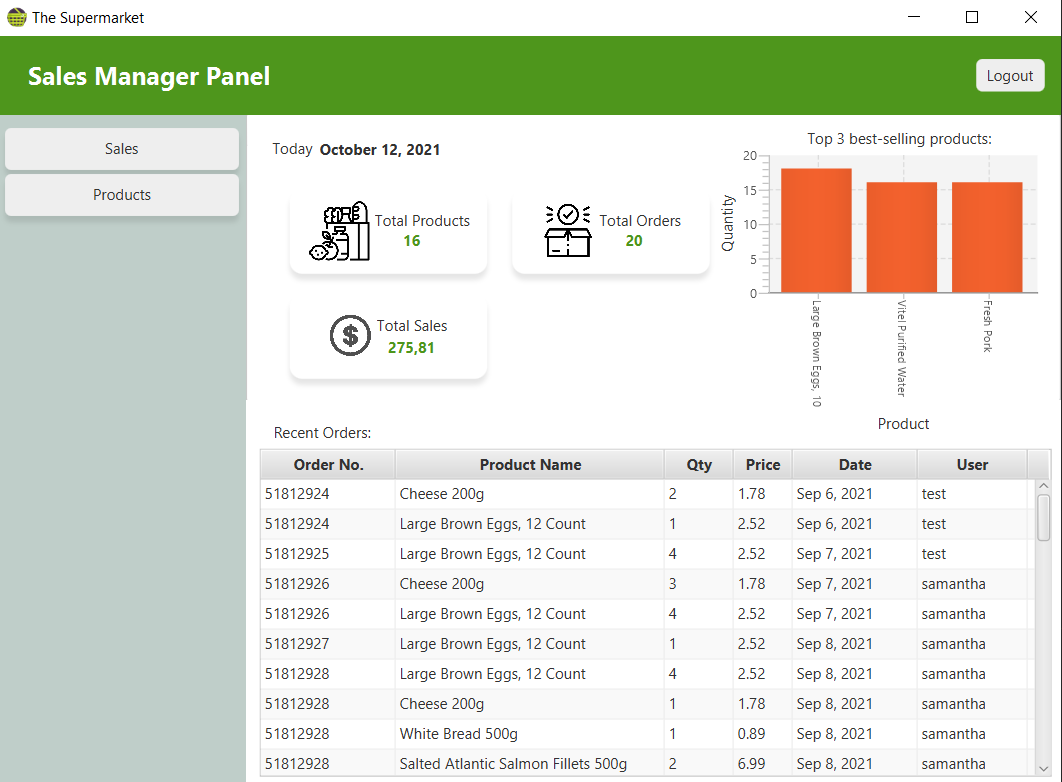 The Supermarket
Sales Manager Panel
Logout
Sales
Products
Today October 12, 2021
Total Products
16
Total Orders
20
Total Sales
275,81
Top 3 best-selling products:
Quantity
20
15
10
5
0
Large Brown Eggs, 10
Vitel Purified Water
Fresh Pork
Product
Recent Orders:
Order No. Product Name Qty Price Date User
51812924 Cheese 200g 2 1.78 Sep 6, 2021 test
51812924 Large Brown Eggs, 12 Count 1 2.52 Sep 6, 2021 test
51812925 Large Brown Eggs, 12 Count 4 2.52 Sep 7, 2021 test
51812926 Cheese 200g 3 1.78 Sep 7, 2021 samantha
51812926 Large Brown Eggs, 12 Count 4 2.52 Sep 7, 2021 samantha
51812927 Large Brown Eggs, 12 Count 1 2.52 Sep 8, 2021 samantha
51812928 Large Brown Eggs, 12 Count 4 2.52 Sep 8, 2021 samantha
51812928 Cheese 200g 1 1.78 Sep 8, 2021 samantha
51812928 White Bread 500g 1 0.89 Sep 8, 2021 samantha
51812928 Salted Atlantic Salmon Fillets 500g 2 6.99 Sep 8, 2021 samantha